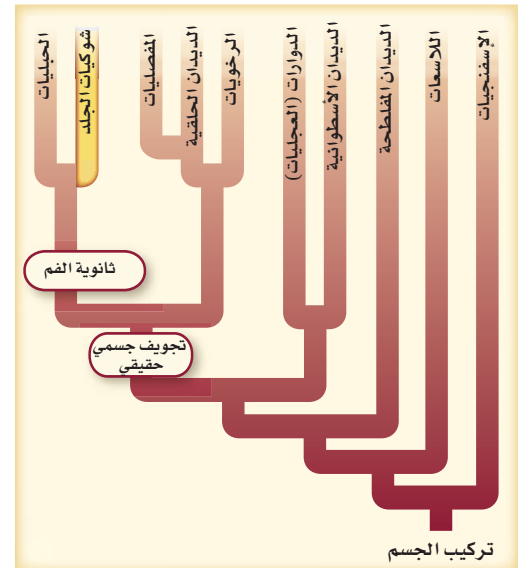 الإسفنجيات
اللاسعات
الديدان المفلطحة
الديدان الأسطوانية
الدوارات (العجليات)
الرخويات
الديدان الحلقية
المفصليات
شوكيات الجلد
الحبليات
ثانوية الفم
تجويف جسمي
حقيقي
تركيب الجسم